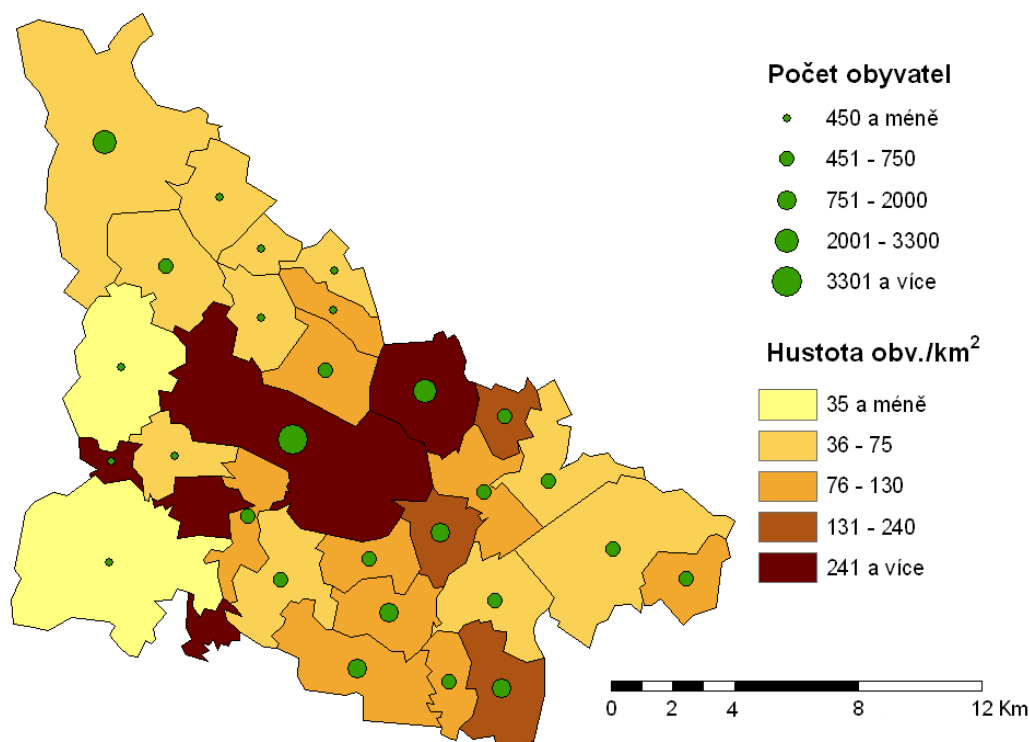 Počet obyvatel
450 a méně
451 - 750
751 - 2000
2001 - 3300
3301 a více
Hustota obv./km²
35 a méně
36 - 75
76 - 130
131 - 240
241 a více
0 2 4 8 12 Km